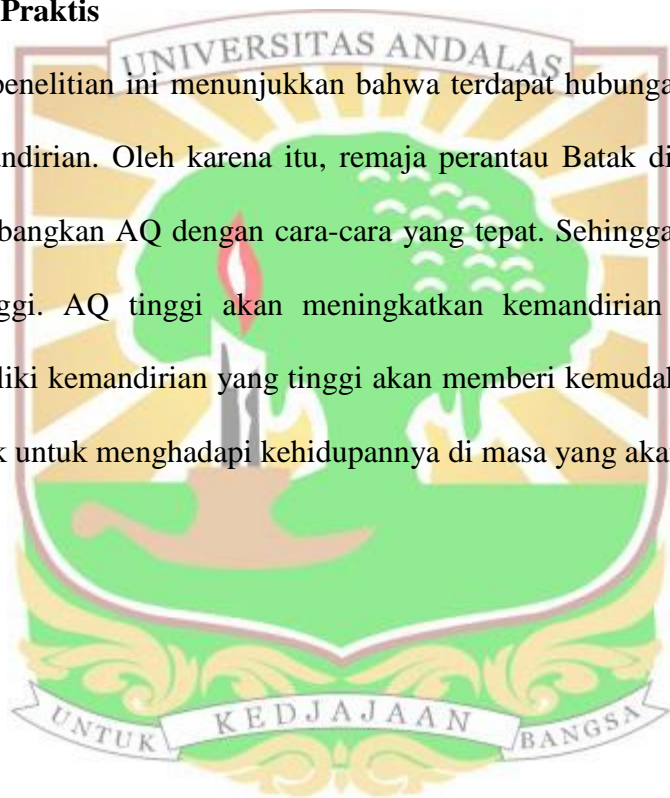 Praktis
UNIVERSITAS ANDALAS
penelitian ini menunjukkan bahwa terdapat hubunga
ndirian. Oleh karena itu, remaja perantau Batak di
bangkan AQ dengan cara-cara yang tepat. Sehingga
ggi. AQ tinggi akan meningkatkan kemandirian
liki kemandirian yang tinggi akan memberi kemudal
k untuk menghadapi kehidupannya di masa yang aka
UNTUK KEDJAJAAN BANGSA